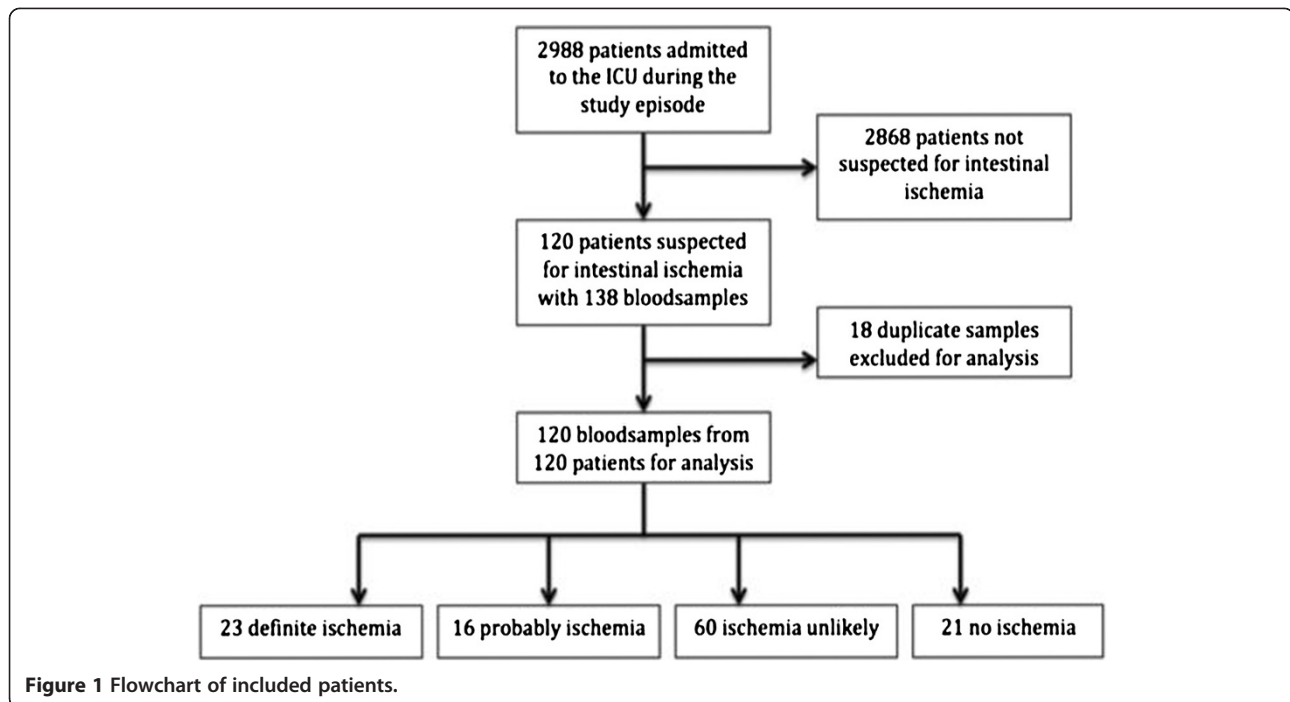 2988 patients admitted
to the ICU during the
study episode
2868 patients not
suspected for intestinal
ischemia
120 patients suspected
for intestinal ischemia
with 138 bloodsamples
18 duplicate samples
excluded for analysis
120 bloodsamples from
120 patients for analysis
23 definite ischemia
16 probably ischemia
60 ischemia unlikely
21 no ischemia
Figure 1 Flowchart of included patients.